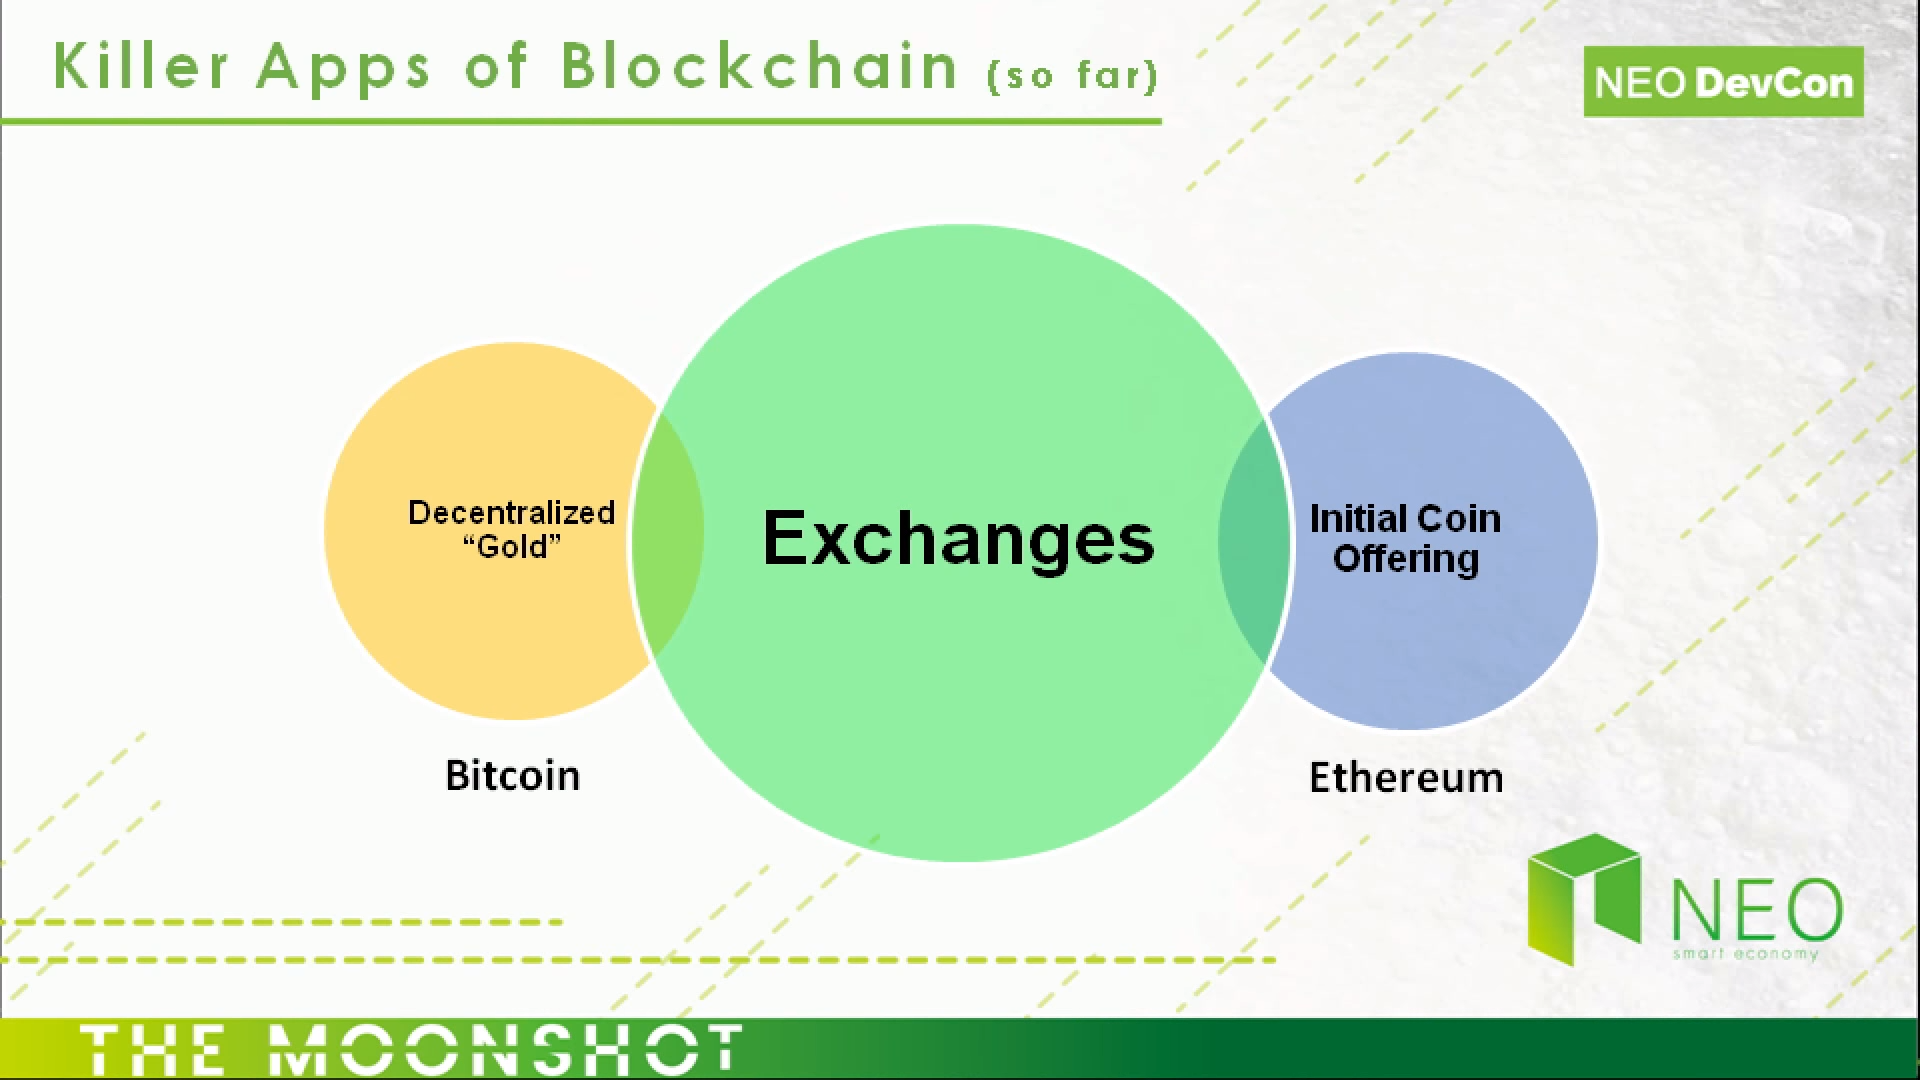 Killer Apps of Blockchain (so far)
NEO DevCon
Decentralized
“Gold”
Exchanges
Initial Coin
Offering
Bitcoin
Ethereum
NEO
smart economy
THE MOONSHOT